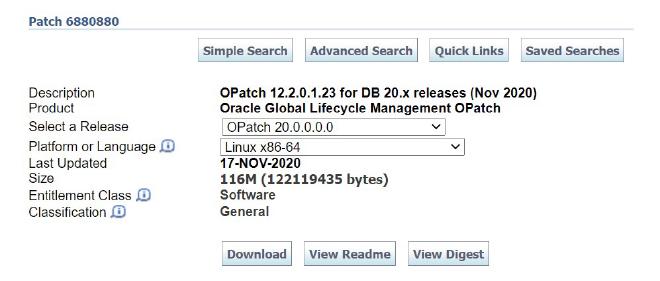 Patch 6880880
Simple Search Advanced Search Quick Links Saved Searches
Description OPatch 12.2.0.1.23 for DB 20.x releases (Nov 2020)
Product Oracle Global Lifecycle Management OPatch
Select a Release OPatch 20.0.0.0.0
Platform or Language Linux x86-64
Last Updated 17-NOV-2020
Size 116M (122119435 bytes)
Entitlement Class Software
Classification General
Download View Readme View Digest